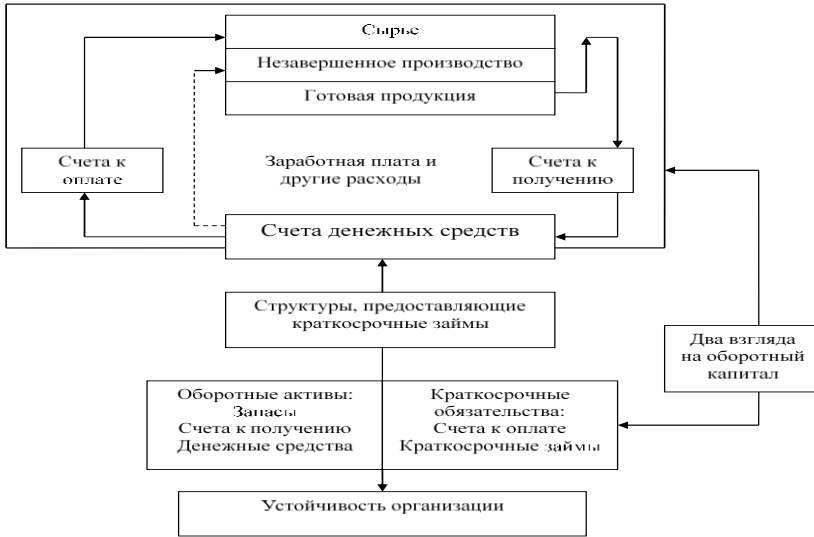 Сырье
Незавершенное производство
Готовая продукция
Счета к
оплате
Заработная плата и
другие расходы
Счета к
получению
Счета денежных средств
Структуры, предоставляющие
краткосрочные займы
Два взгляда
на оборотный
капитал
Оборотные активы:
Запасы
Счета к получению
Денежные средства
Краткосрочные
обязательства:
Счета к оплате
Краткосрочные займы
Устойчивость организации